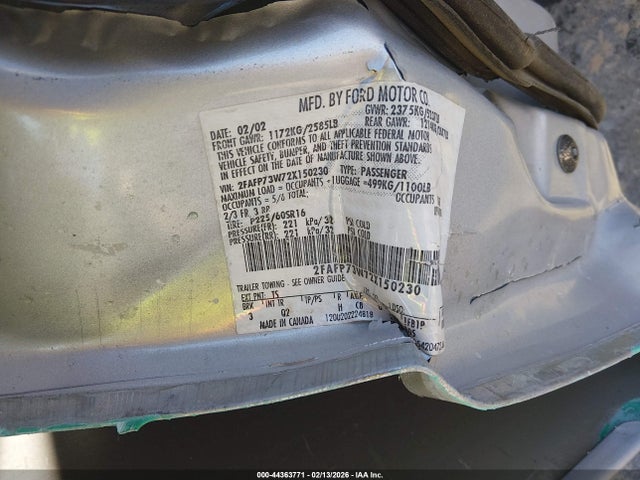 MFD. BY FORD MOTOR CO.
DATE: 02/02 GVWR: 2375KG/
FRONT GAWR: 1172KG/2585LB REAR GAWR:
THIS VEHICLE CONFORMS TO ALL APPLICABLE FEDERAL MOTOR
VEHICLE SAFETY, BUMPER, AND THEFT PREVENTION STANDARDS
IN EFFECT ON THE DATE OF MANUFACTURE
VIN: 2FAFP73W72X150230 TYPE: PASSENGER
MAXIMUM LOAD = OCCUPANTS + LUGGAGE =499KG/1100LB
OCCUPANTS = 5/6 TOTAL: OCCUPANTS
2/3 FR, 3 RR
TIRE: P225/60SR16
PRESSURE(FR) 221 kPa/32 PSI COLD
PRESSURE(RR) 221 kPa/32 PSI COLD
2FAFP73W72X150230
TRAILER TOWING - SEE OWNER GUIDE
EXT PNT: TS
BRK INT TR TP/PS R AXLE
3 Q2 H CB
MADE IN CANADA 120U202224818
000-44363771 - 02/13/2026 - IAA Inc.